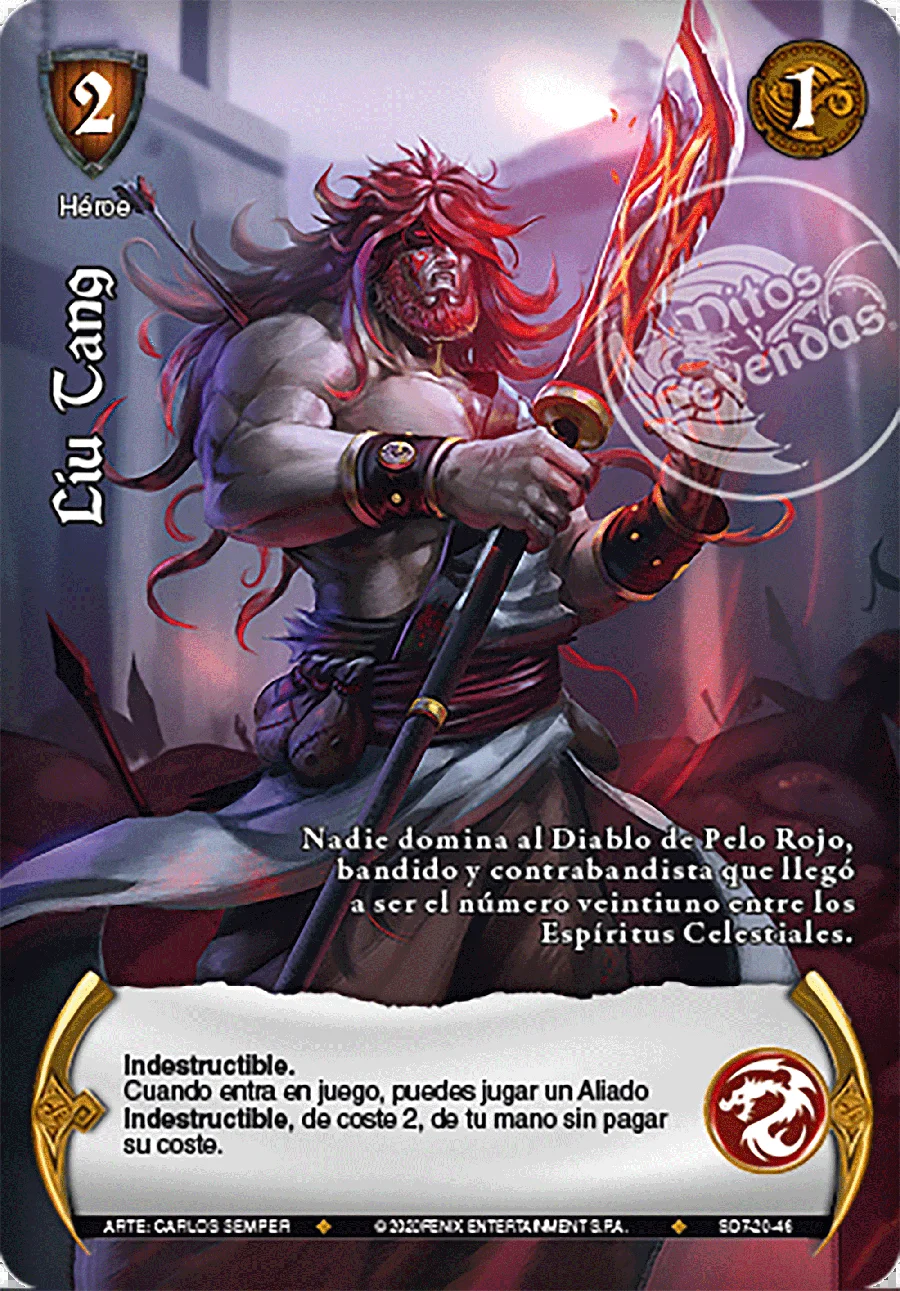 2
1
Héroe
Liu Tang
Mitos
y
Leyendas
Nadie domina al Diablo de Pelo Rojo,
bandido y contrabandista que llegó
a ser el número veintiuno entre los
Espíritus Celestiales.
Indestructible.
Cuando entra en juego, puedes jugar un Aliado
Indestructible, de coste 2, de tu mano sin pagar
su coste.
ARTE: CARLOS SEMPER
© 2020 FENIX ENTERTAINMENT S.P.A.
SD7-20-46